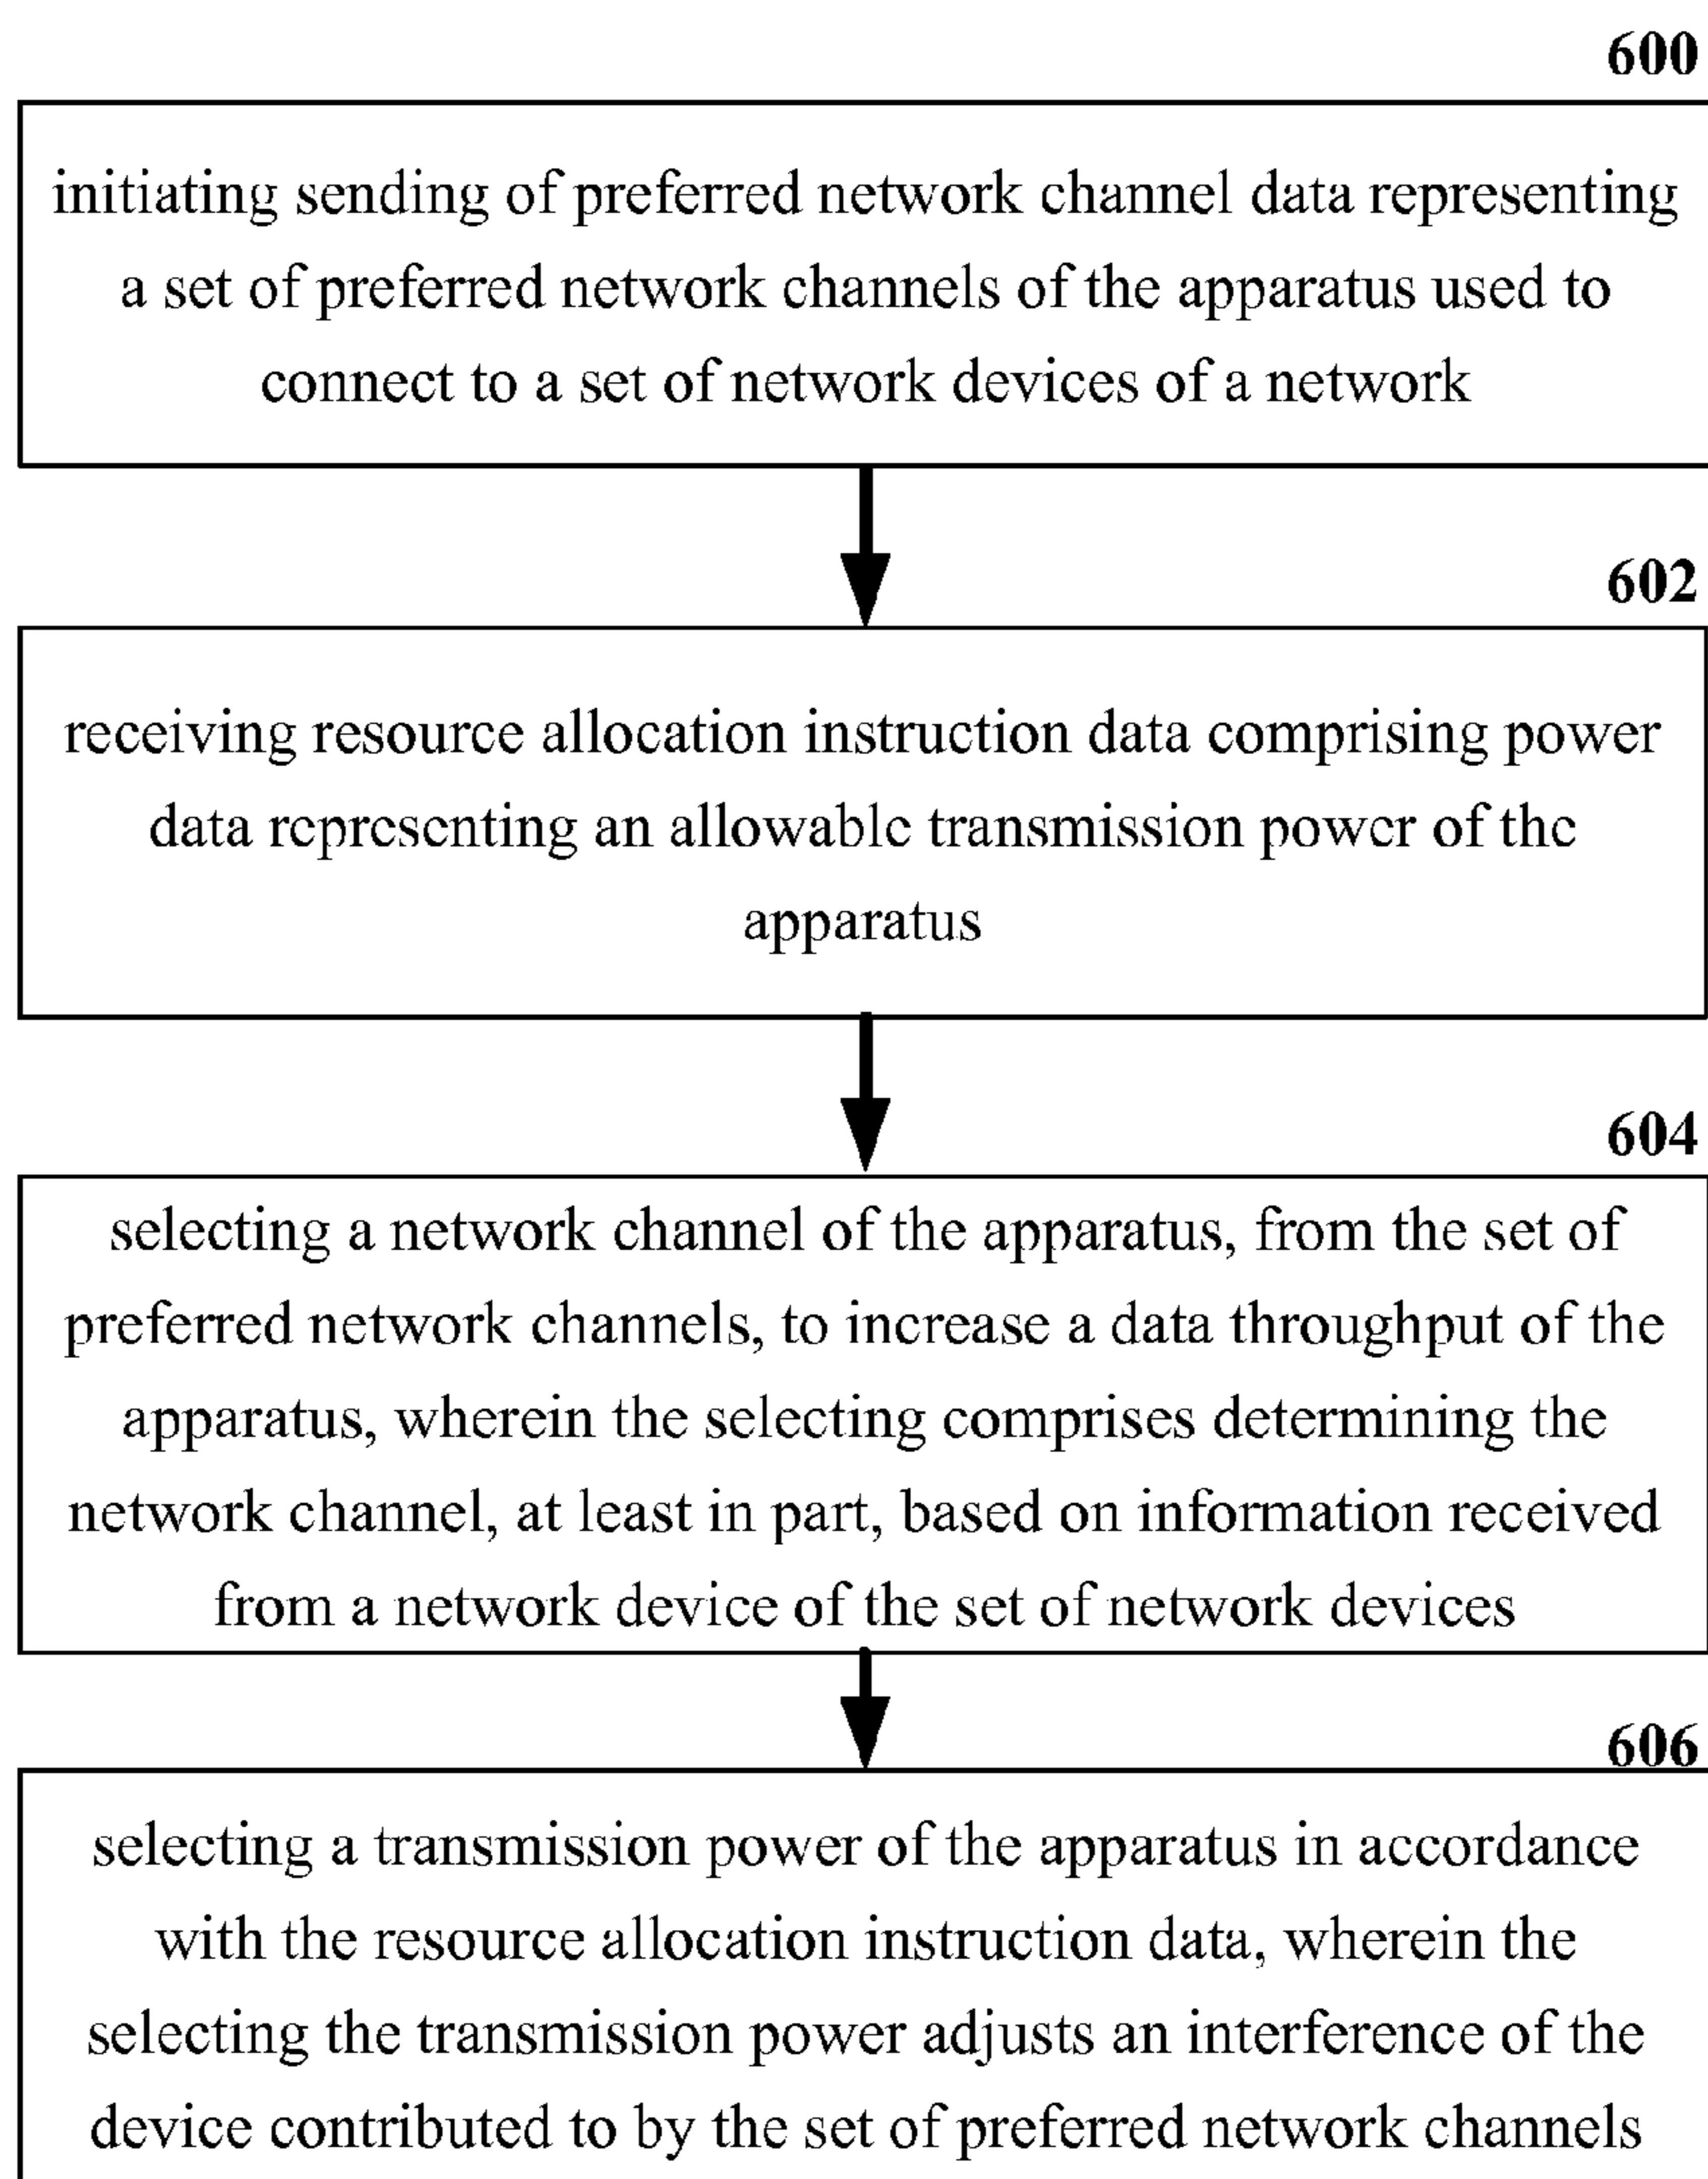 600
initiating sending of preferred network channel data representing
a set of preferred network channels of the apparatus used to
connect to a set of network devices of a network
602
receiving resource allocation instruction data comprising power
data representing an allowable transmission power of the
apparatus
604
selecting a network channel of the apparatus, from the set of
preferred network channels, to increase a data throughput of the
apparatus, wherein the selecting comprises determining the
network channel, at least in part, based on information received
from a network device of the set of network devices
606
selecting a transmission power of the apparatus in accordance
with the resource allocation instruction data, wherein the
selecting the transmission power adjusts an interference of the
device contributed to by the set of preferred network channels